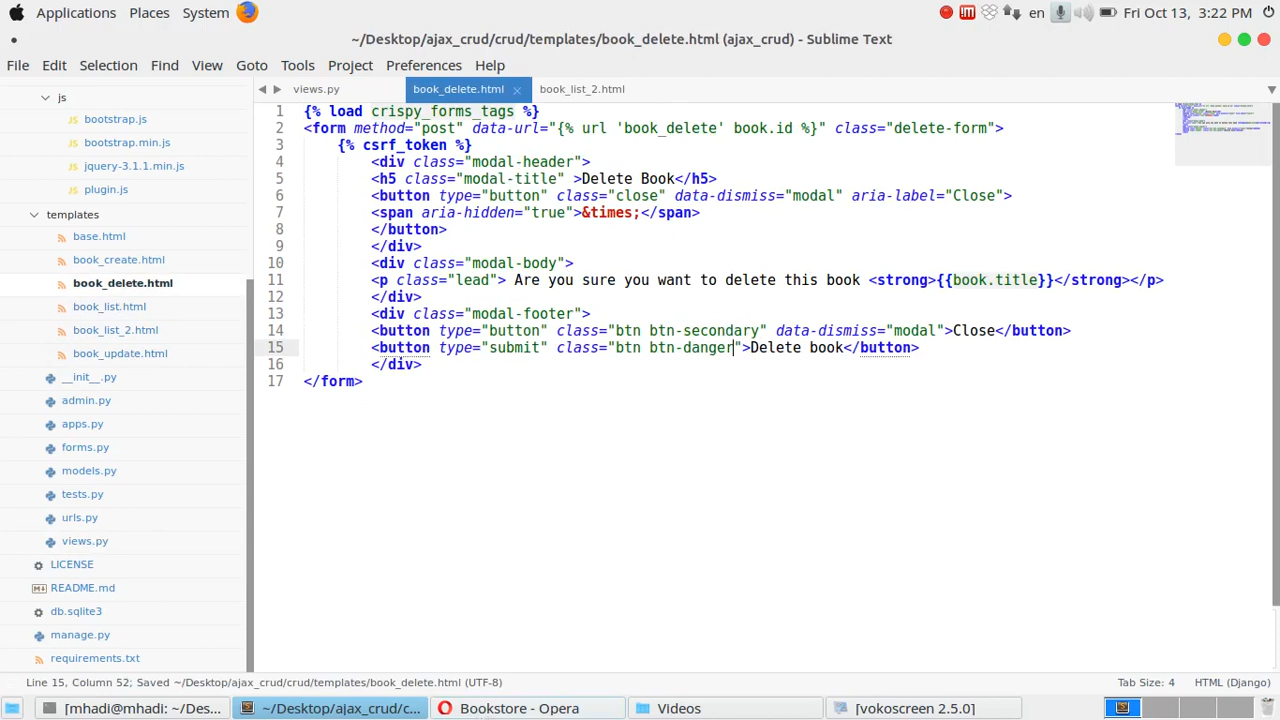 Applications Places System en Fri Oct 13, 3:22 PM
~/Desktop/ajax_crud/crud/templates/book_delete.html (ajax_crud) - Sublime Text
File Edit Selection Find View Goto Tools Project Preferences Help
views.py book_delete.html book_list_2.html
js
bootstrap.js
bootstrap.min.js
jquery-3.1.1.min.js
plugin.js
templates
base.html
book_create.html
book_delete.html
book_list.html
book_list_2.html
book_update.html
__init__.py
admin.py
apps.py
forms.py
models.py
tests.py
urls.py
views.py
LICENSE
README.md
db.sqlite3
manage.py
requirements.txt
1 {% load crispy_forms_tags %}
2 <form method="post" data-url="{% url 'book_delete' book.id %}" class="delete-form">
3 {% csrf_token %}
4 <div class="modal-header">
5 <h5 class="modal-title" >Delete Book</h5>
6 <button type="button" class="close" data-dismiss="modal" aria-label="Close">
7 <span aria-hidden="true">&times;</span>
8 </button>
9 </div>
10 <div class="modal-body">
11 <p class="lead"> Are you sure you want to delete this book <strong>{{book.title}}</strong></p>
12 </div>
13 <div class="modal-footer">
14 <button type="button" class="btn btn-secondary" data-dismiss="modal">Close</button>
15 <button type="submit" class="btn btn-danger">Delete book</button>
16 </div>
17 </form>
Line 15, Column 52; Saved ~/Desktop/ajax_crud/crud/templates/book_delete.html (UTF-8) Tab Size: 4 HTML (Django)
[mhadi@mhadi: ~/Des... ~/Desktop/ajax_crud/c... Bookstore - Opera Videos [vokoscreen 2.5.0]